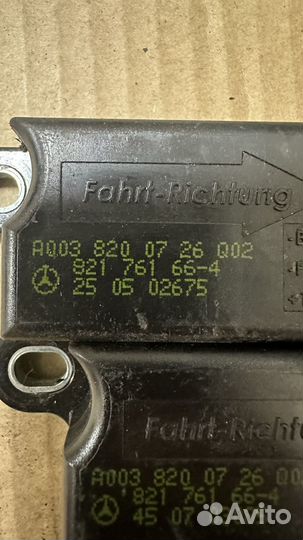 Fahrt-Richtung
A003 820 07 26 Q02
821 761 66-4
25 05 02675
Fahrt-Richtu
A003 820 07 26 Q0
821 761 66-4
45 07
Avito